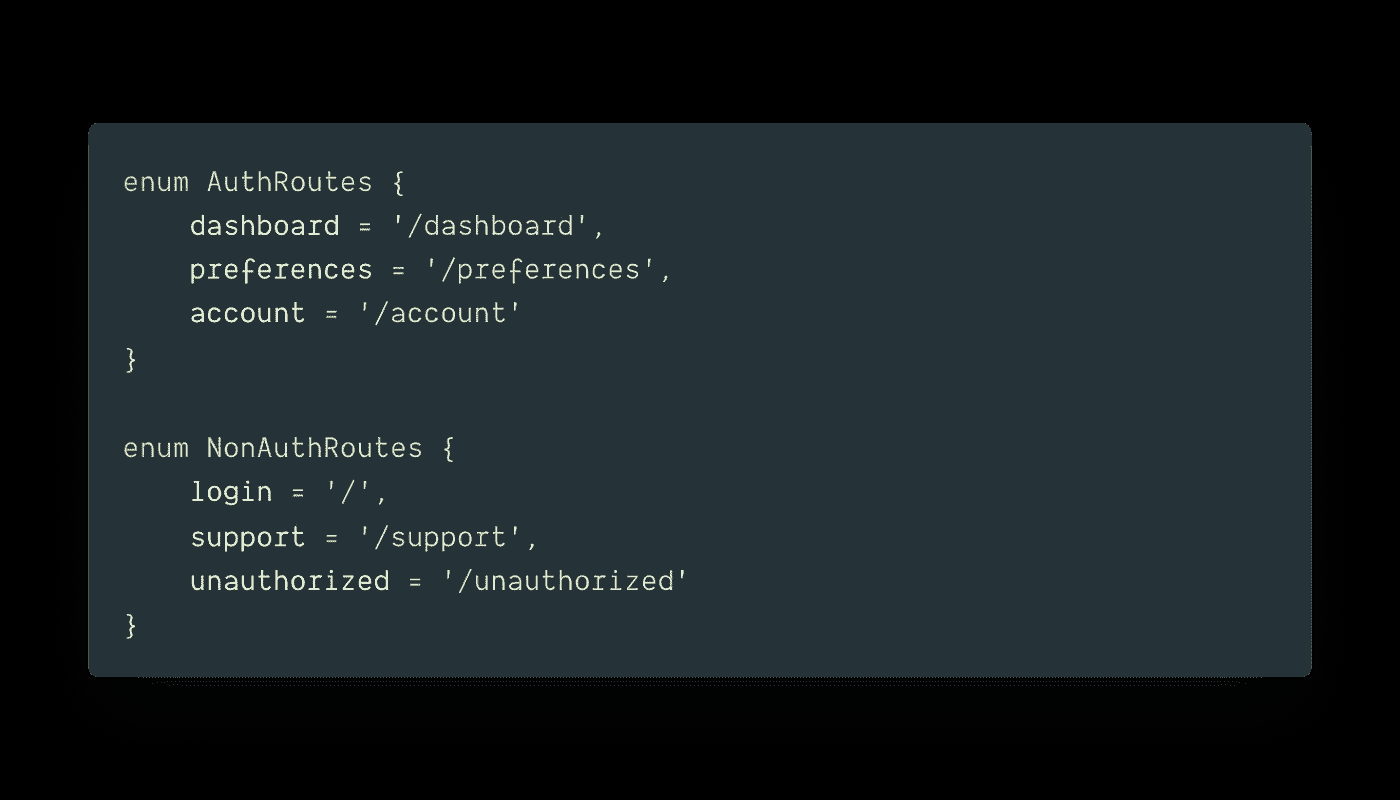 enum AuthRoutes {
    dashboard = '/dashboard',
    preferences = '/preferences',
    account = '/account'
}

enum NonAuthRoutes {
    login = '/',
    support = '/support',
    unauthorized = '/unauthorized'
}